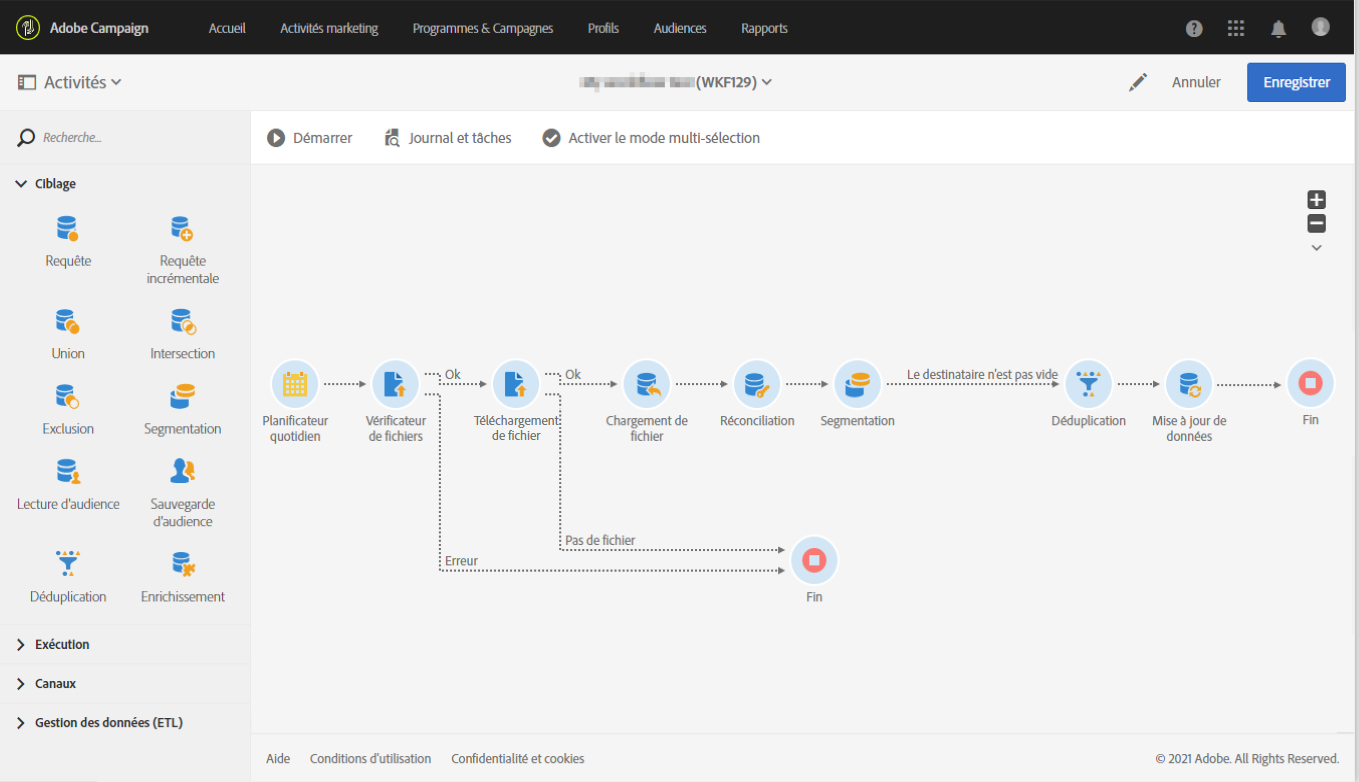 Adobe Campaign
Accueil
Activités marketing
Programmes & Campagnes
Profils
Audiences
Rapports
Activités
(WKF129)
Annuler
Enregistrer
Recherche...
Démarrer
Journal et tâches
Activer le mode multi-sélection
Ciblage
Requête
Requête
incrémentale
Union
Intersection
Exclusion
Segmentation
Lecture d'audience
Sauvegarde
d'audience
Déduplication
Enrichissement
Exécution
Canaux
Gestion des données (ETL)
Planificateur
quotidien
Vérificateur
de fichiers
Ok
Téléchargement
de fichier
Ok
Chargement de
fichier
Réconciliation
Segmentation
Le destinataire n'est pas vide
Déduplication
Mise à jour de
données
Fin
Pas de fichier
Erreur
Fin
Aide
Conditions d'utilisation
Confidentialité et cookies
© 2021 Adobe. All Rights Reserved.